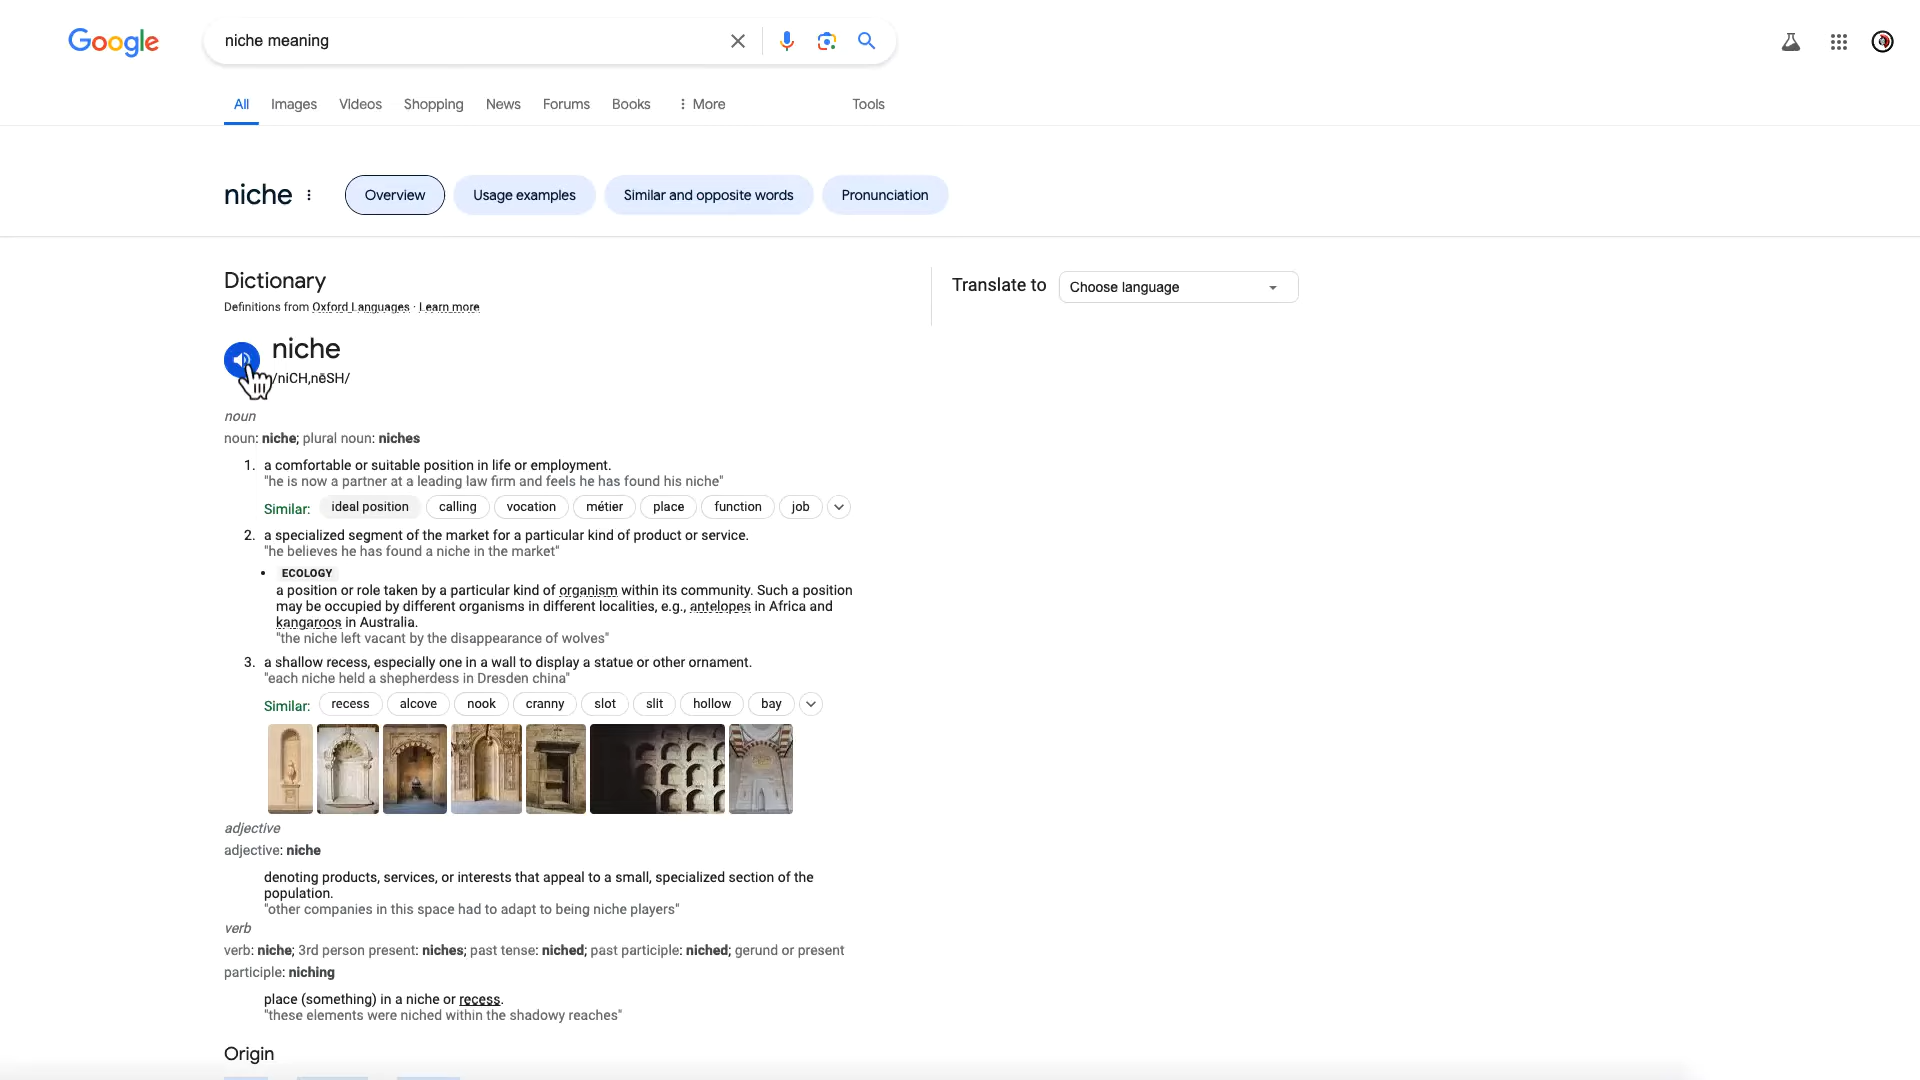 Google
niche meaning
All Images Videos Shopping News Forums Books More Tools
niche Overview Usage examples Similar and opposite words Pronunciation
Dictionary
Definitions from Oxford Languages · Learn more
Translate to Choose language
niche
/niCH,nēSH/
noun
noun: niche; plural noun: niches
1. a comfortable or suitable position in life or employment.
"he is now a partner at a leading law firm and feels he has found his niche"
Similar: ideal position calling vocation métier place function job
2. a specialized segment of the market for a particular kind of product or service.
"he believes he has found a niche in the market"
• ECOLOGY
a position or role taken by a particular kind of organism within its community. Such a position
may be occupied by different organisms in different localities, e.g., antelopes in Africa and
kangaroos in Australia.
"the niche left vacant by the disappearance of wolves"
3. a shallow recess, especially one in a wall to display a statue or other ornament.
"each niche held a shepherdess in Dresden china"
Similar: recess alcove nook cranny slot slit hollow bay
adjective
adjective: niche
denoting products, services, or interests that appeal to a small, specialized section of the
population.
"other companies in this space had to adapt to being niche players"
verb
verb: niche; 3rd person present: niches; past tense: niched; past participle: niched; gerund or present
participle: niching
place (something) in a niche or recess.
"these elements were niched within the shadowy reaches"
Origin